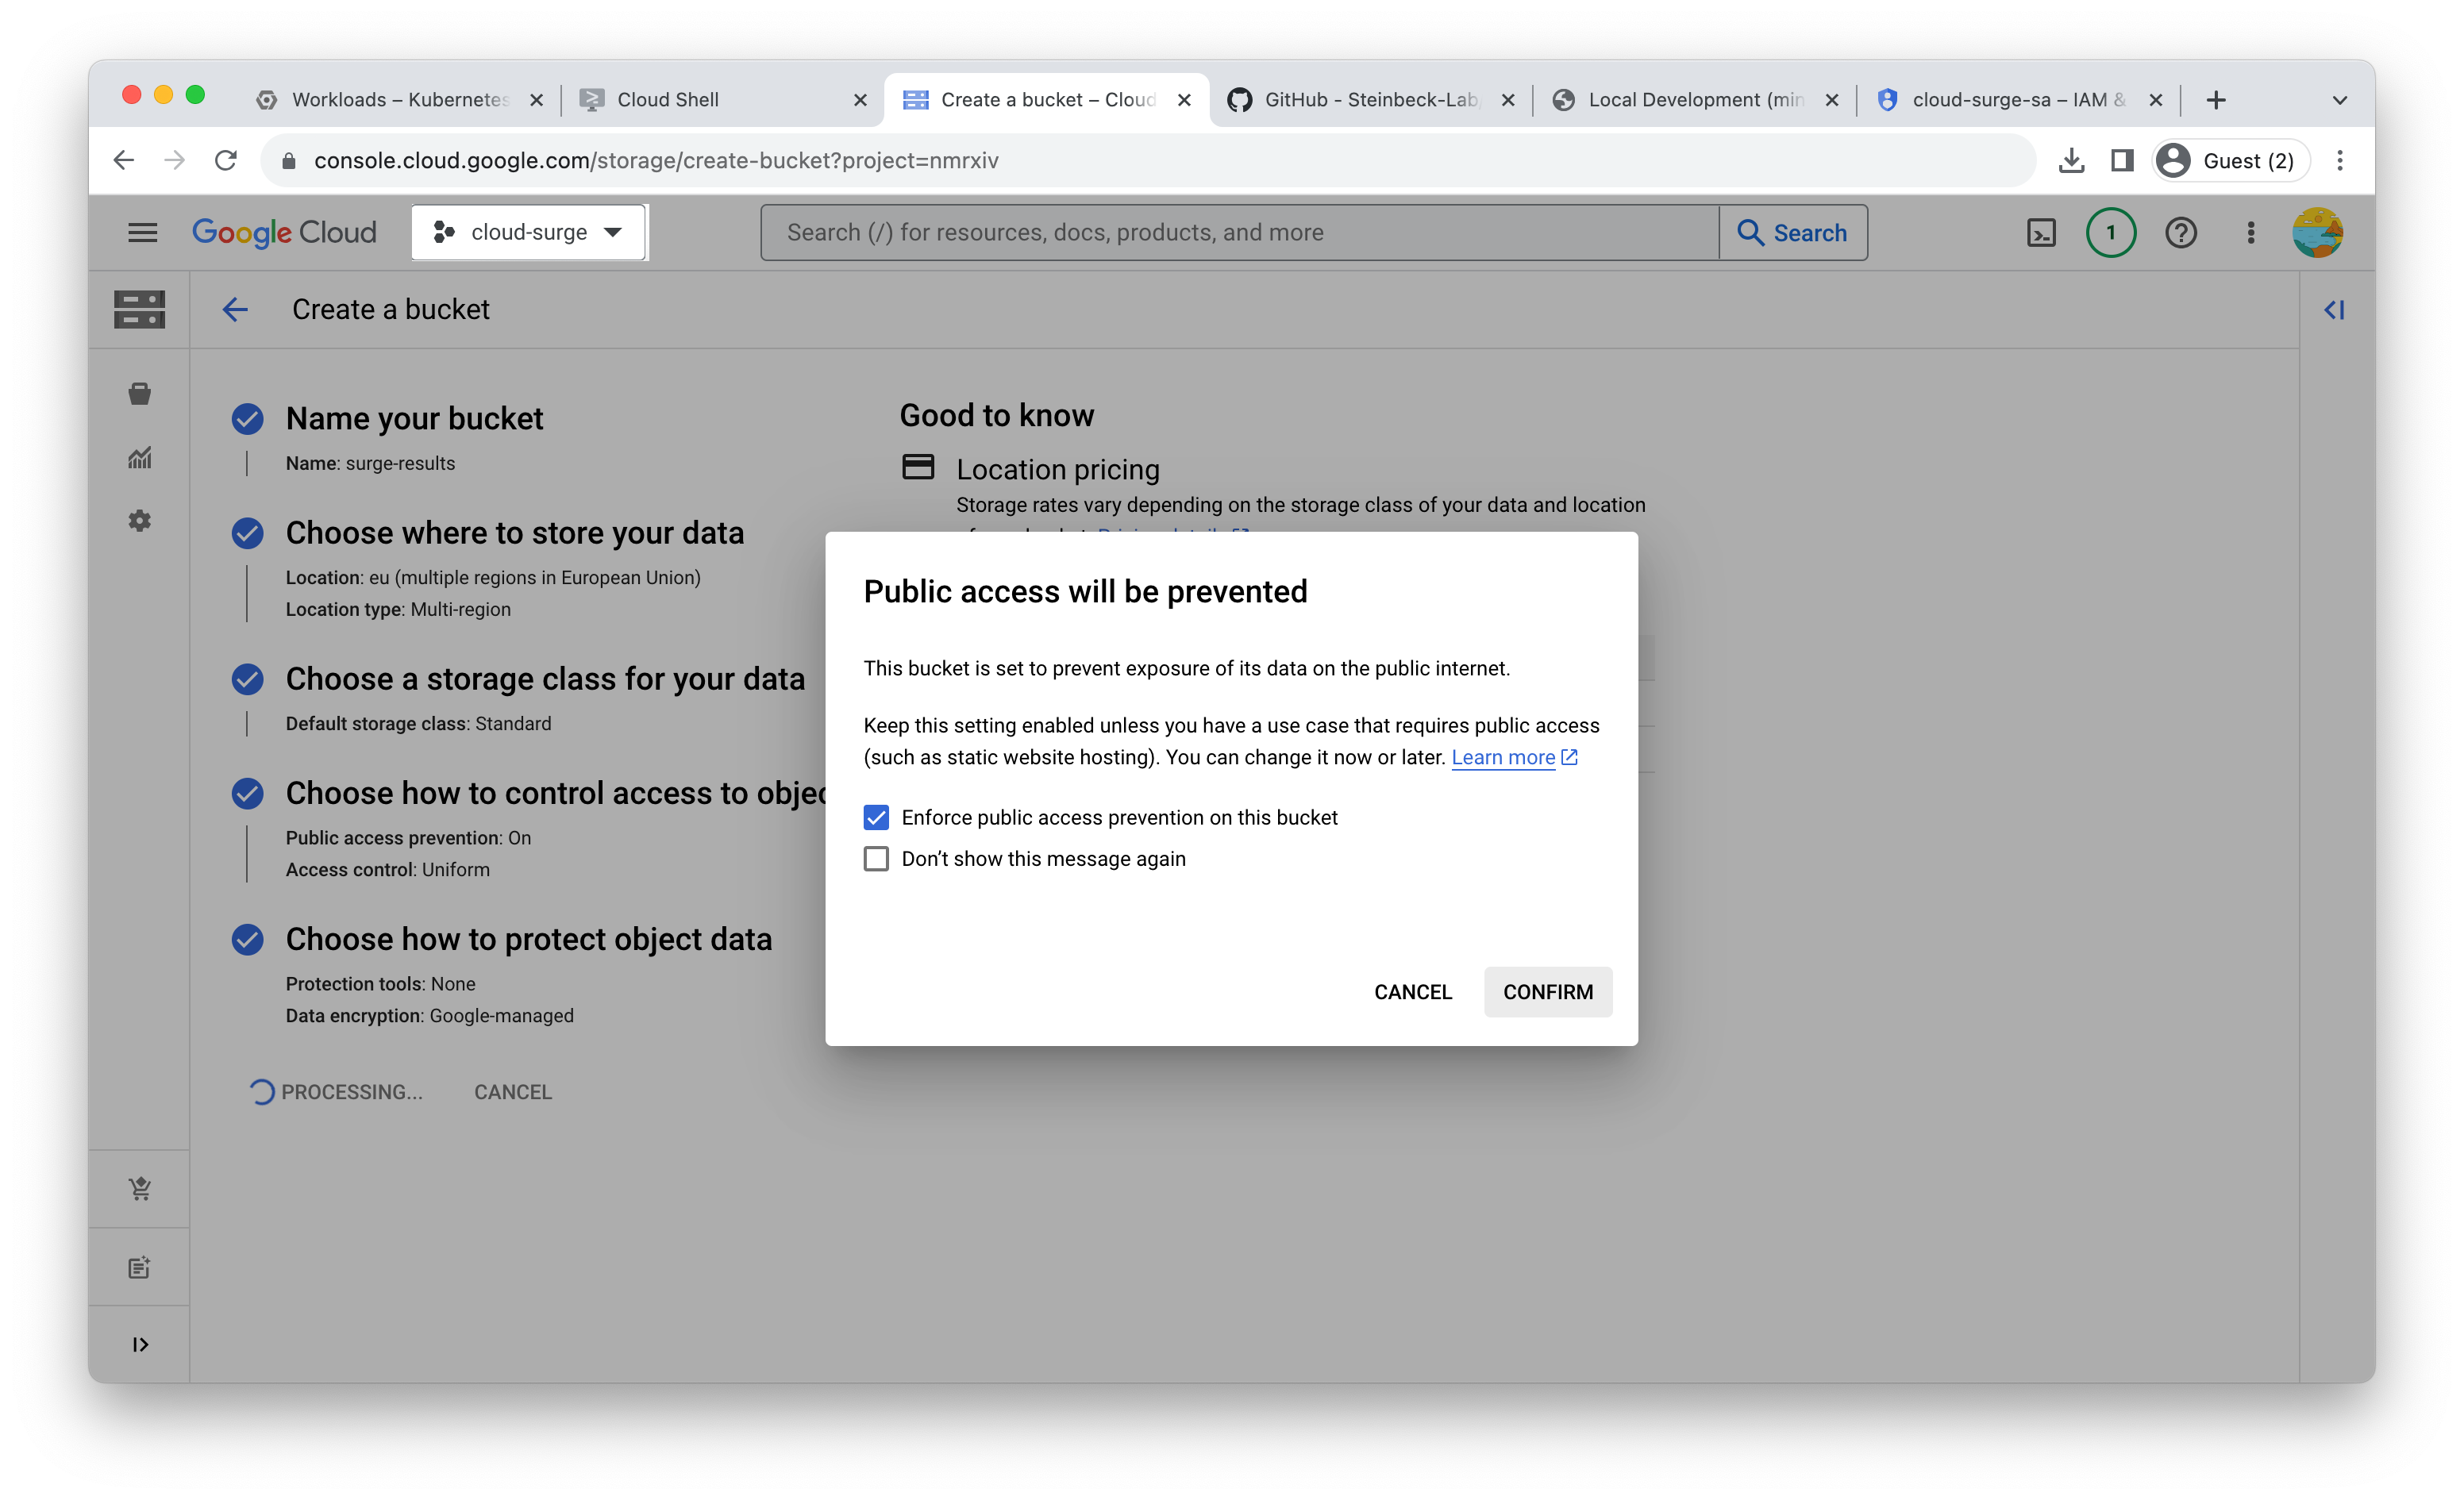 Workloads – Kubernetes
Cloud Shell
Create a bucket – Cloud
GitHub - Steinbeck-Lab/
Local Development (min
cloud-surge-sa – IAM &
console.cloud.google.com/storage/create-bucket?project=nmrxiv
Guest (2)
Google Cloud
cloud-surge
Search (/) for resources, docs, products, and more
Search
1
Create a bucket
Name your bucket
Name: surge-results
Choose where to store your data
Location: eu (multiple regions in European Union)
Location type: Multi-region
Choose a storage class for your data
Default storage class: Standard
Choose how to control access to objec
Public access prevention: On
Access control: Uniform
Choose how to protect object data
Protection tools: None
Data encryption: Google-managed
PROCESSING...
CANCEL
Good to know
Location pricing
Storage rates vary depending on the storage class of your data and location
Public access will be prevented
This bucket is set to prevent exposure of its data on the public internet.
Keep this setting enabled unless you have a use case that requires public access
(such as static website hosting). You can change it now or later. Learn more
Enforce public access prevention on this bucket
Don’t show this message again
CANCEL
CONFIRM